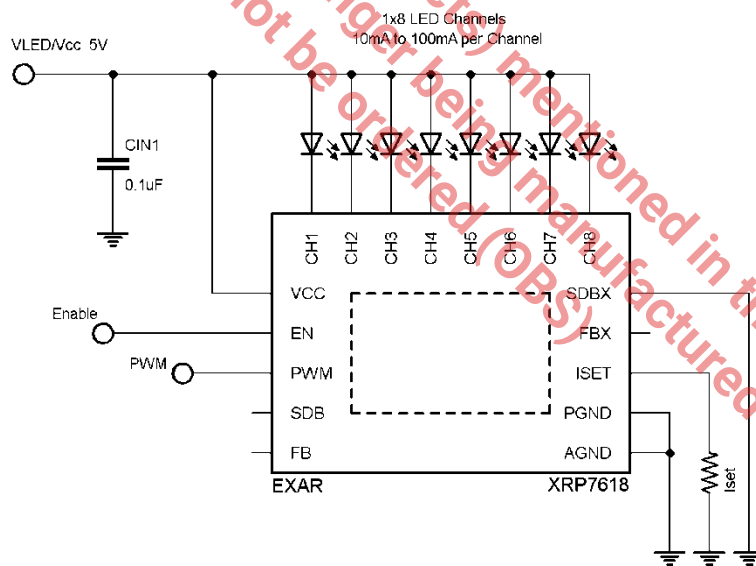 1x8 LED Channels
10mA to 100mA per Channel
VLED/Vcc 5V
CIN1
0.1uF
CH1
CH2
CH3
CH4
CH5
CH6
CH7
CH8
VCC
SDBX
Enable
EN
FBX
PWM
PWM
ISET
SDB
PGND
FB
AGND
EXAR
XRP7618
Iset
mentioned in
nger being manufactured
not be ordered (OBS)